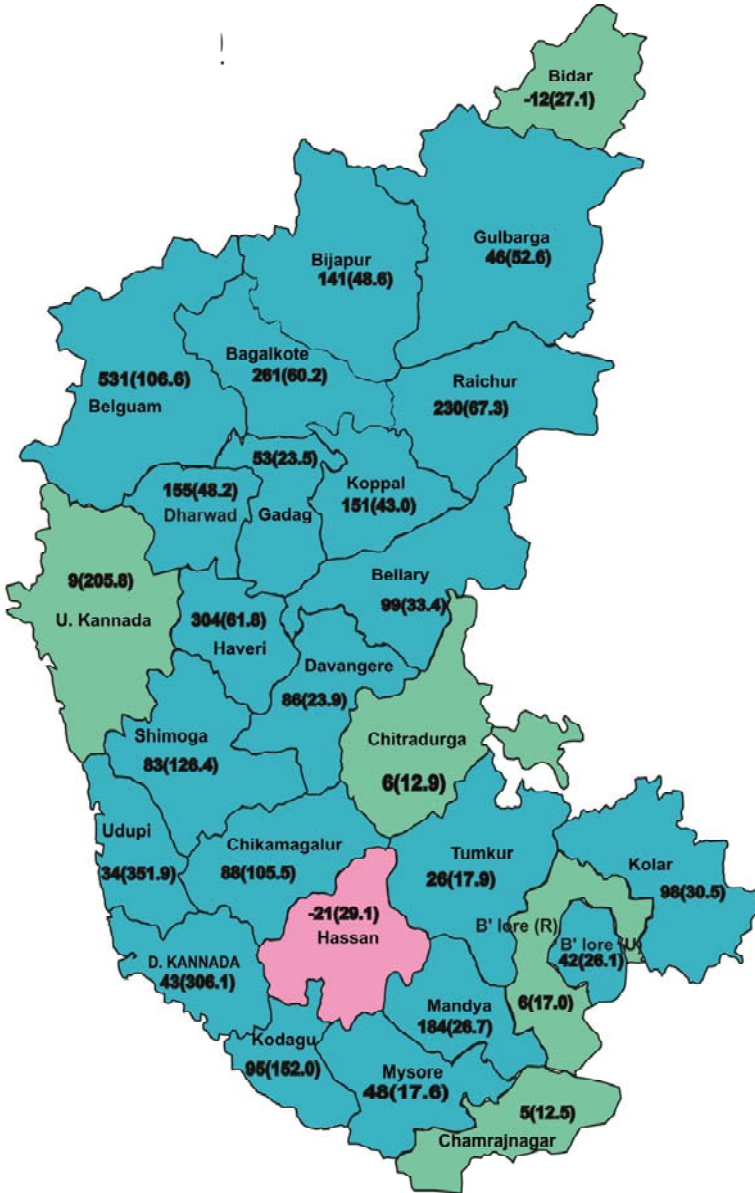 Bidar
-12(27.1)
Gulbarga
46(52.6)
Bijapur
141(48.6)
Bagalkote
261(60.2)
531(106.6)
Belguam
Raichur
230(67.3)
53(23.5)
Gadag
Koppal
151(43.0)
155(48.2)
Dharwad
9(205.8)
U. Kannada
Bellary
99(33.4)
304(61.8)
Haveri
Davangere
86(23.9)
Shimoga
83(126.4)
Chitradurga
6(12.9)
Udupi
34(351.9)
Chikamagalur
88(105.5)
Tumkur
26(17.9)
Kolar
98(30.5)
-21(29.1)
Hassan
B' lore (R)
6(17.0)
B' lore (U)
42(26.1)
D. KANNADA
43(306.1)
Mandya
184(26.7)
Kodagu
95(152.0)
Mysore
48(17.6)
5(12.5)
Chamrajnagar